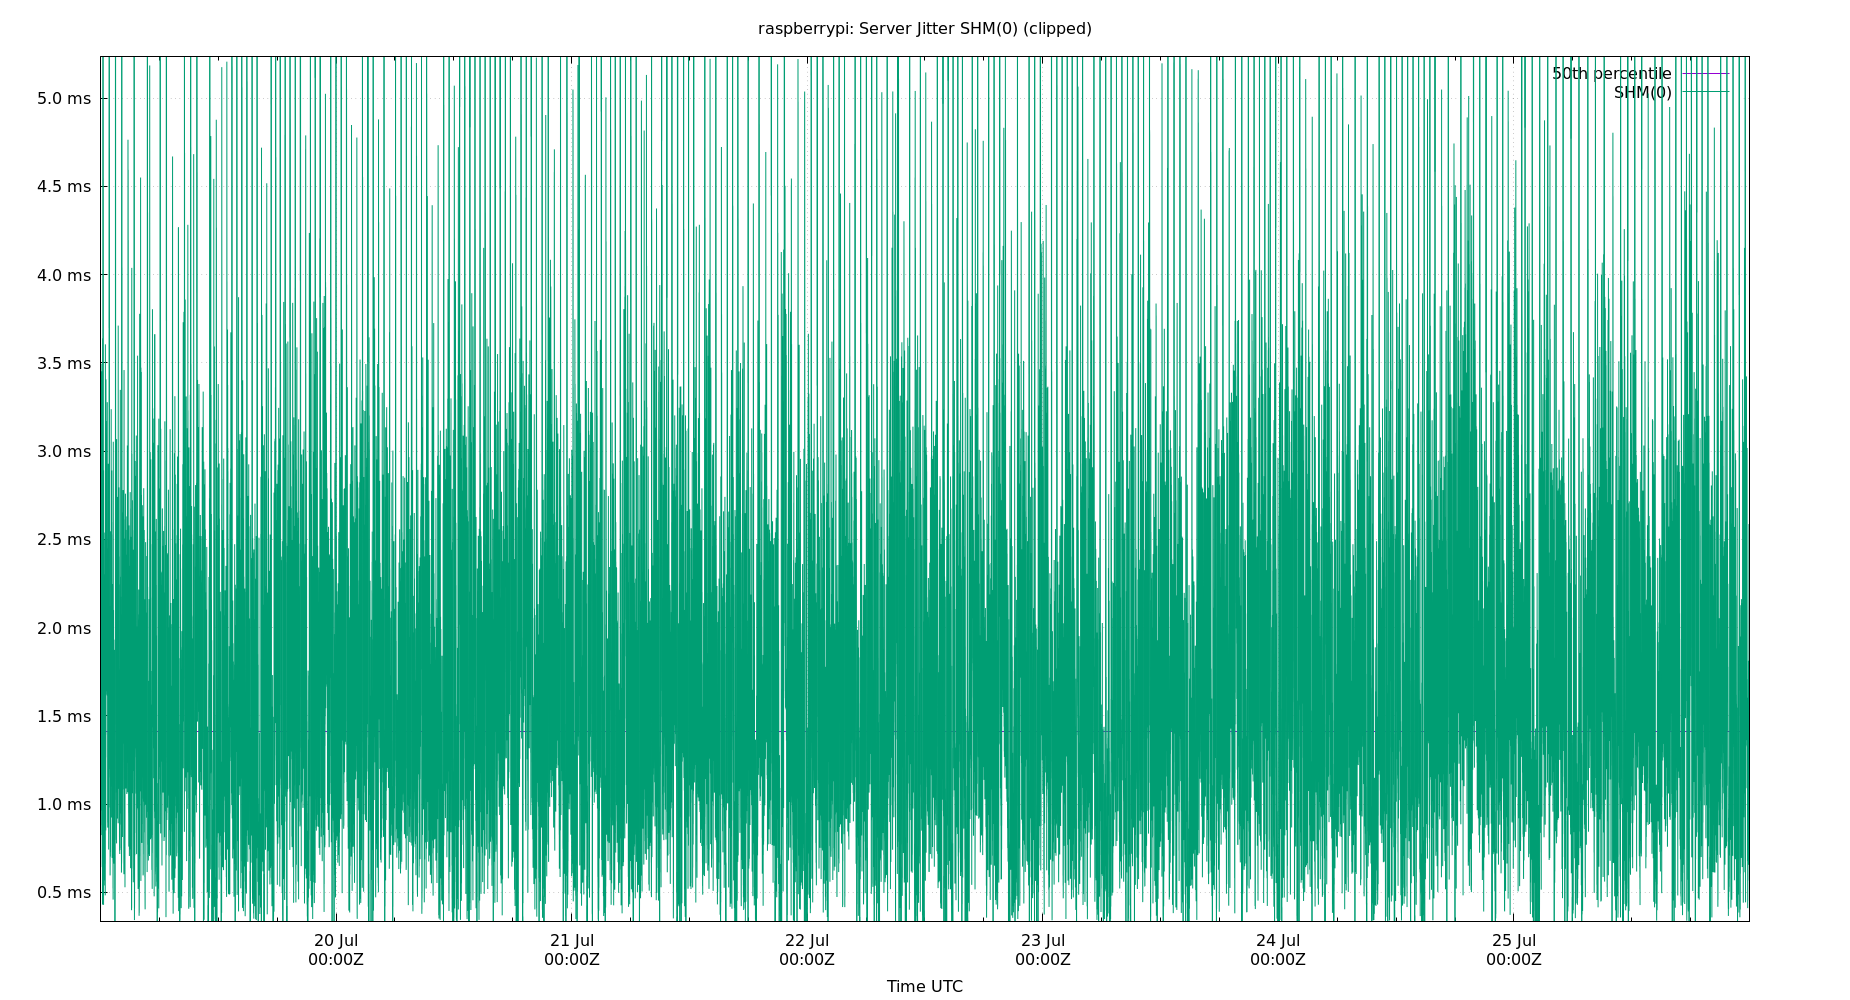 raspberrypi: Server Jitter SHM(0) (clipped)
50th percentile
SHM(0)
5.0 ms
4.5 ms
4.0 ms
3.5 ms
3.0 ms
2.5 ms
2.0 ms
1.5 ms
1.0 ms
0.5 ms
20 Jul 21 Jul 22 Jul 23 Jul 24 Jul 25 Jul
00:00Z 00:00Z 00:00Z 00:00Z 00:00Z 00:00Z
Time UTC